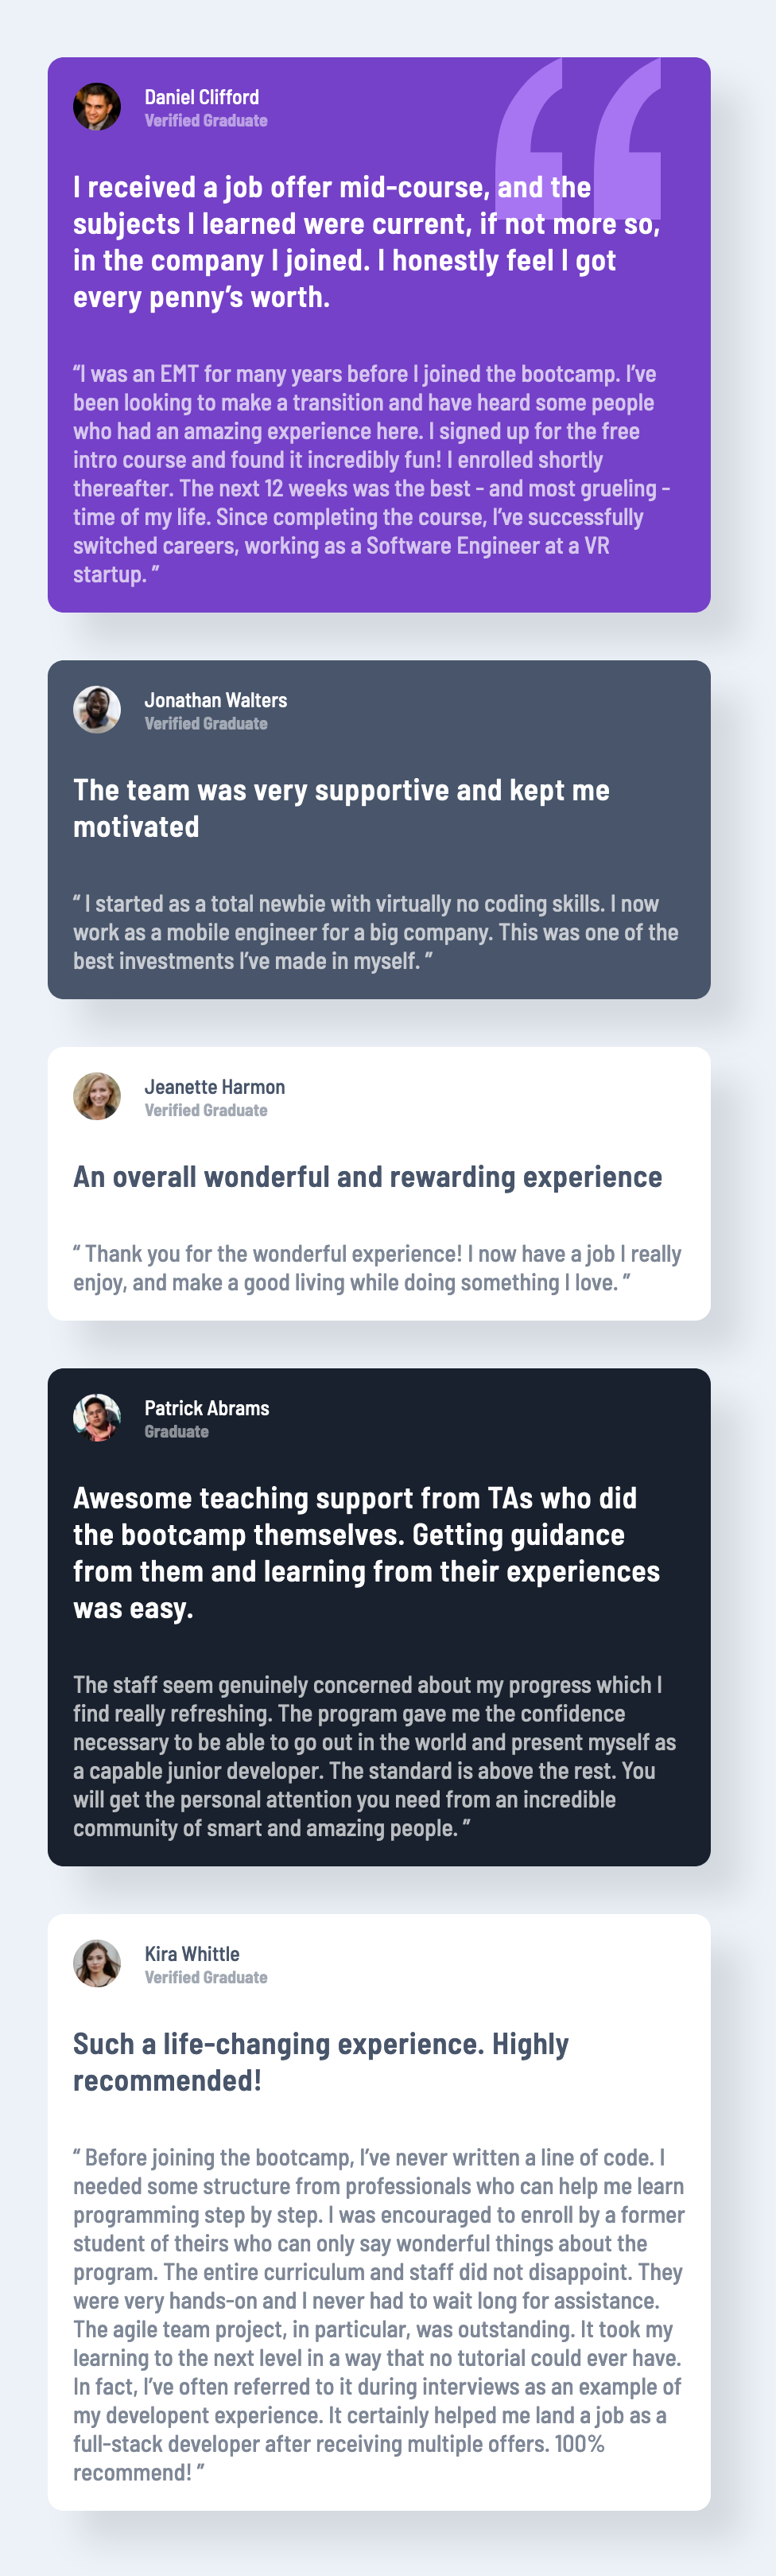 Daniel Clifford
Verified Graduate
I received a job offer mid-course, and the
subjects I learned were current, if not more so,
in the company I joined. I honestly feel I got
every penny’s worth.
“I was an EMT for many years before I joined the bootcamp. I’ve
been looking to make a transition and have heard some people
who had an amazing experience here. I signed up for the free
intro course and found it incredibly fun! I enrolled shortly
thereafter. The next 12 weeks was the best - and most grueling -
time of my life. Since completing the course, I’ve successfully
switched careers, working as a Software Engineer at a VR
startup. ”
Jonathan Walters
Verified Graduate
The team was very supportive and kept me
motivated
“ I started as a total newbie with virtually no coding skills. I now
work as a mobile engineer for a big company. This was one of the
best investments I’ve made in myself. ”
Jeanette Harmon
Verified Graduate
An overall wonderful and rewarding experience
“ Thank you for the wonderful experience! I now have a job I really
enjoy, and make a good living while doing something I love. ”
Patrick Abrams
Graduate
Awesome teaching support from TAs who did
the bootcamp themselves. Getting guidance
from them and learning from their experiences
was easy.
The staff seem genuinely concerned about my progress which I
find really refreshing. The program gave me the confidence
necessary to be able to go out in the world and present myself as
a capable junior developer. The standard is above the rest. You
will get the personal attention you need from an incredible
community of smart and amazing people. ”
Kira Whittle
Verified Graduate
Such a life-changing experience. Highly
recommended!
“ Before joining the bootcamp, I’ve never written a line of code. I
needed some structure from professionals who can help me learn
programming step by step. I was encouraged to enroll by a former
student of theirs who can only say wonderful things about the
program. The entire curriculum and staff did not disappoint. They
were very hands-on and I never had to wait long for assistance.
The agile team project, in particular, was outstanding. It took my
learning to the next level in a way that no tutorial could ever have.
In fact, I’ve often referred to it during interviews as an example of
my developent experience. It certainly helped me land a job as a
full-stack developer after receiving multiple offers. 100%
recommend! ”